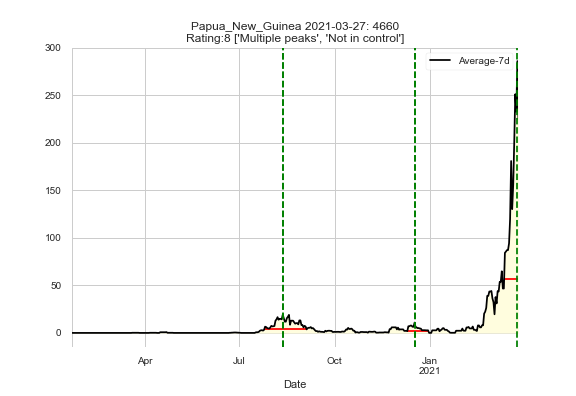 Papua_New_Guinea 2021-03-27: 4660
Rating:8 ['Multiple peaks', 'Not in control']
Average-7d
300
250
200
150
100
50
0
Apr
Jul
Oct
Jan
2021
Date